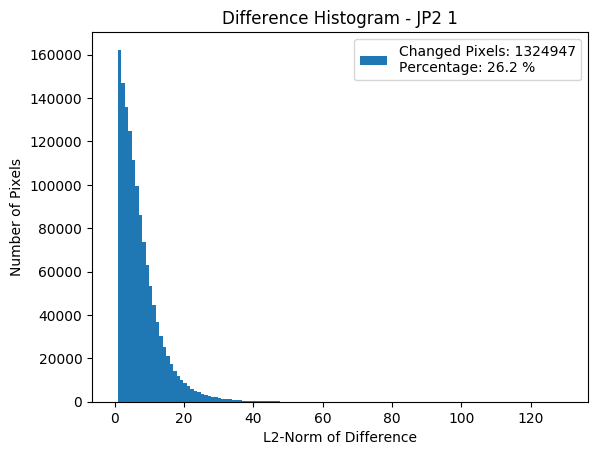 Difference Histogram - JP2 1
Changed Pixels: 1324947
Percentage: 26.2 %
Number of Pixels
160000
140000
120000
100000
80000
60000
40000
20000
0
0 20 40 60 80 100 120
L2-Norm of Difference